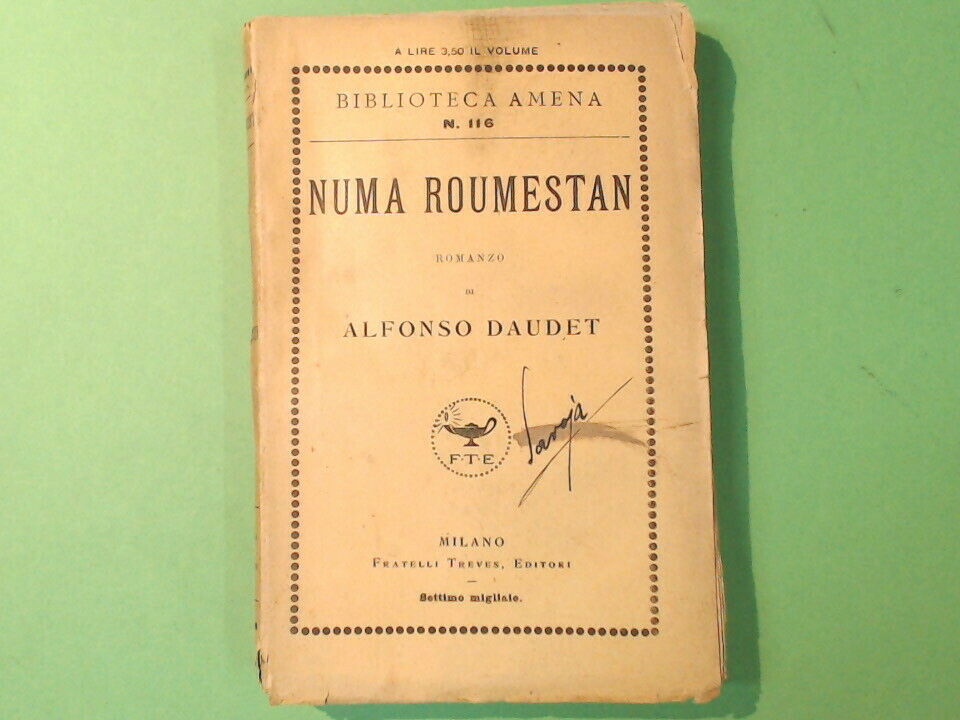 A LIRE 3,50 IL VOLUME
BIBLIOTECA AMENA
N. 116
NUMA ROUMESTAN
ROMANZO
DI
ALFONSO DAUDET
F·T·E
Savoja
MILANO
FRATELLI TREVES, EDITORI
Settimo migliaio.